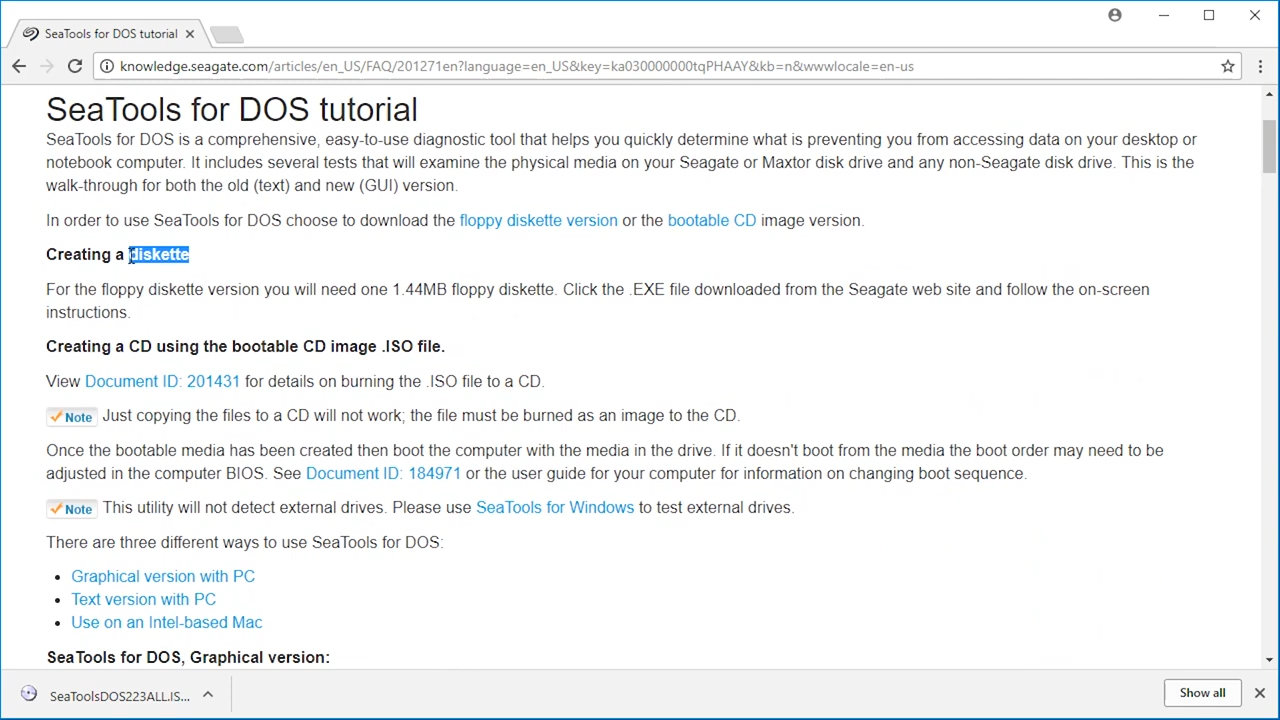 SeaTools for DOS tutorial
knowledge.seagate.com/articles/en_US/FAQ/201271en?language=en_US&key=ka030000000tqPHAAY&kb=n&wwwlocale=en-us
SeaTools for DOS tutorial
SeaTools for DOS is a comprehensive, easy-to-use diagnostic tool that helps you quickly determine what is preventing you from accessing data on your desktop or
notebook computer. It includes several tests that will examine the physical media on your Seagate or Maxtor disk drive and any non-Seagate disk drive. This is the
walk-through for both the old (text) and new (GUI) version.
In order to use SeaTools for DOS choose to download the floppy diskette version or the bootable CD image version.
Creating a diskette
For the floppy diskette version you will need one 1.44MB floppy diskette. Click the .EXE file downloaded from the Seagate web site and follow the on-screen
instructions.
Creating a CD using the bootable CD image .ISO file.
View Document ID: 201431 for details on burning the .ISO file to a CD.
Note Just copying the files to a CD will not work; the file must be burned as an image to the CD.
Once the bootable media has been created then boot the computer with the media in the drive. If it doesn't boot from the media the boot order may need to be
adjusted in the computer BIOS. See Document ID: 184971 or the user guide for your computer for information on changing boot sequence.
Note This utility will not detect external drives. Please use SeaTools for Windows to test external drives.
There are three different ways to use SeaTools for DOS:
• Graphical version with PC
• Text version with PC
• Use on an Intel-based Mac
SeaTools for DOS, Graphical version:
SeaToolsDOS223ALL.IS...
Show all